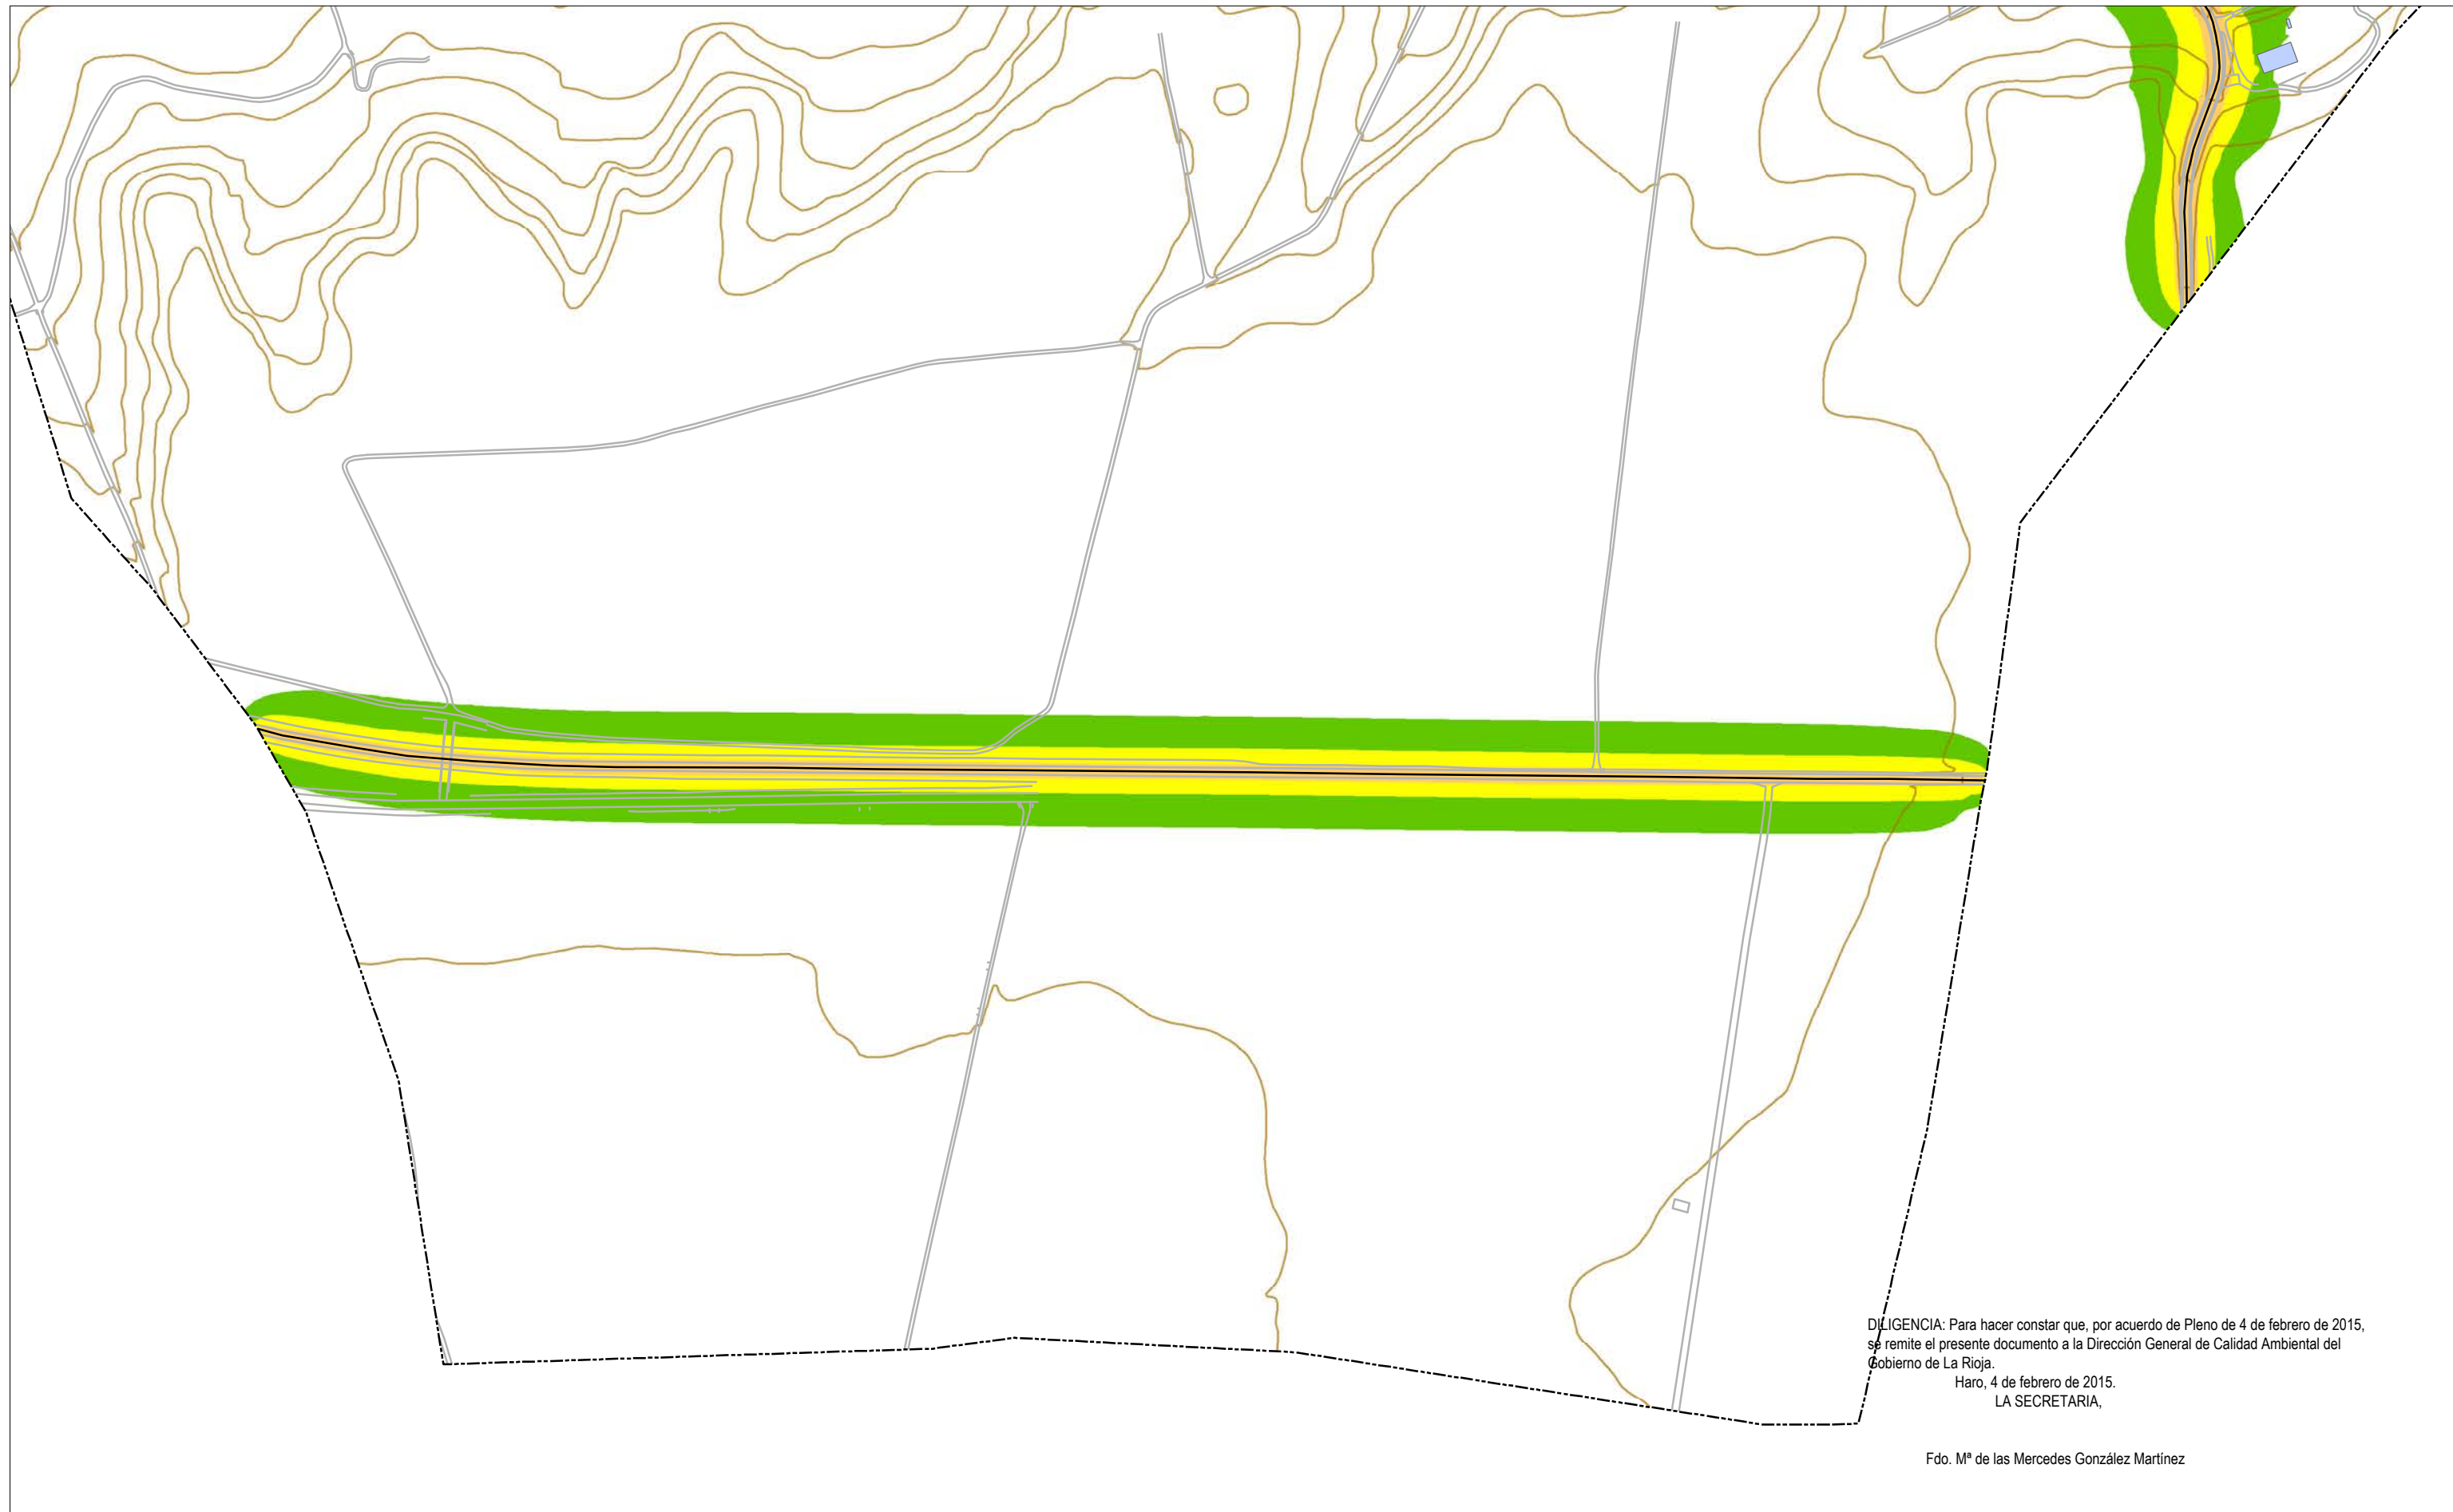 DILIGENCIA: Para hacer constar que, por acuerdo de Pleno de 4 de febrero de 2015,
se remite el presente documento a la Dirección General de Calidad Ambiental del
Gobierno de La Rioja.
Haro, 4 de febrero de 2015.
LA SECRETARIA,
Fdo. Mª de las Mercedes González Martínez